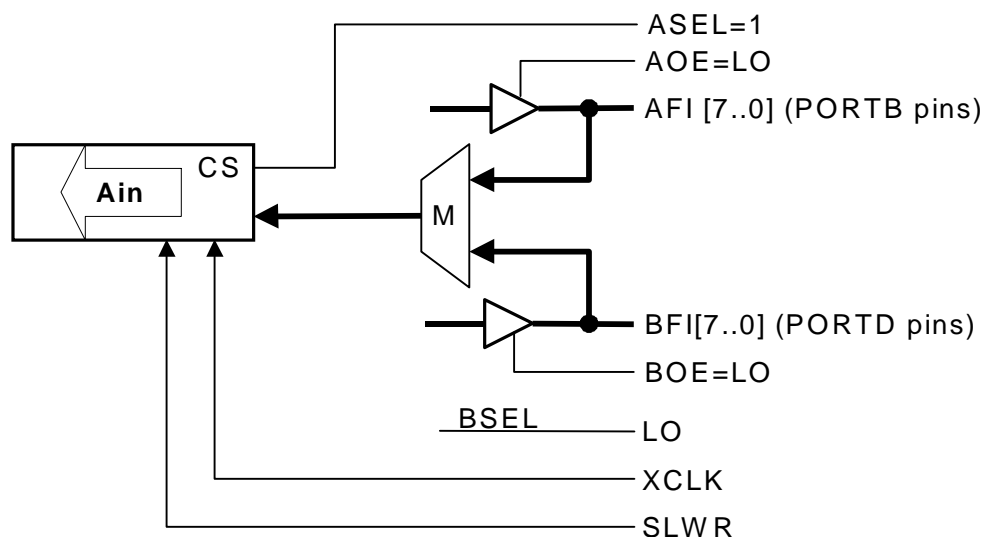 ASEL=1
AOE=LO
AFI [7..0] (PORTB pins)
CS
Ain
M
BFI[7..0] (PORTD pins)
BOE=LO
BSEL
LO
XCLK
SLWR